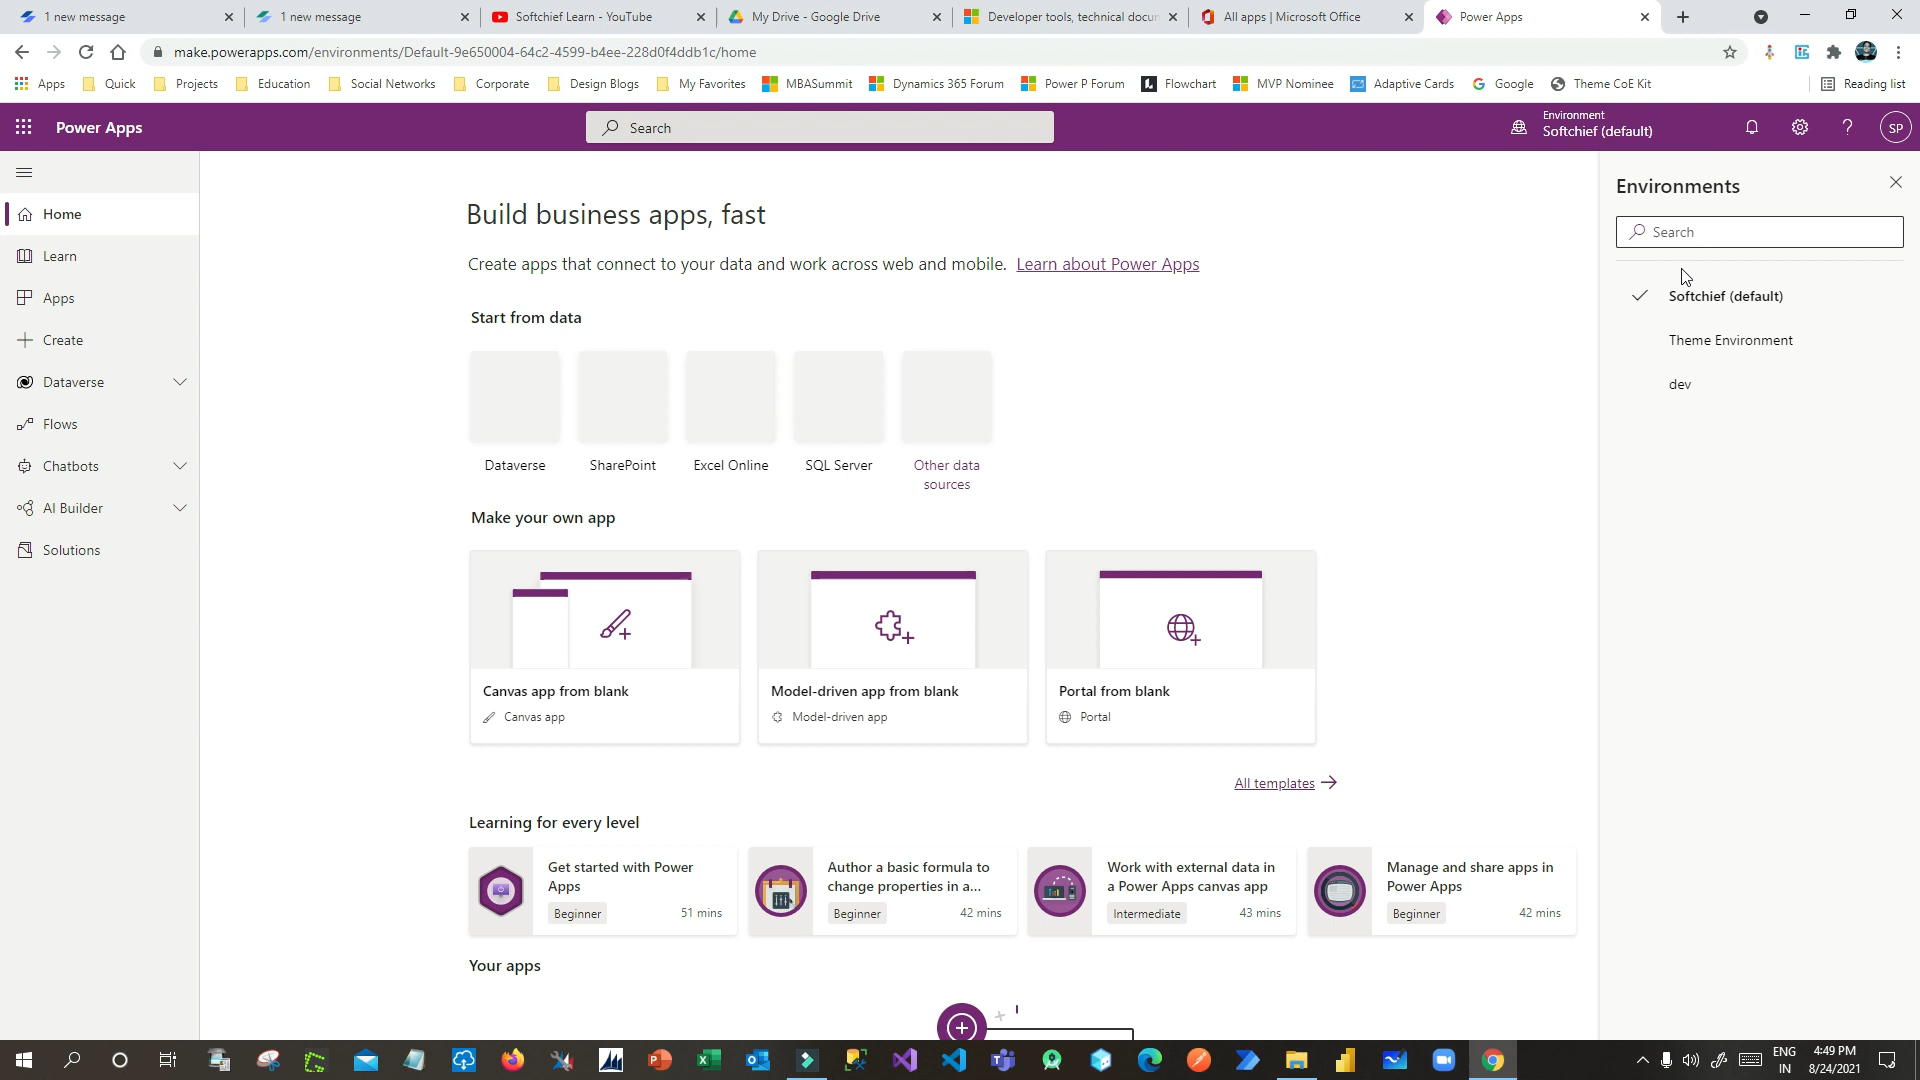 1 new message
1 new message
Softchief Learn - YouTube
My Drive - Google Drive
Developer tools, technical docun
All apps | Microsoft Office
Power Apps
make.powerapps.com/environments/Default-9e650004-64c2-4599-b4ee-228d0f4ddb1c/home
Apps
Quick
Projects
Education
Social Networks
Corporate
Design Blogs
My Favorites
MBASummit
Dynamics 365 Forum
Power P Forum
Flowchart
MVP Nominee
Adaptive Cards
Google
Theme CoE Kit
Reading list
Power Apps
Search
Environment
Softchief (default)
SP
Home
Learn
Apps
Create
Dataverse
Flows
Chatbots
AI Builder
Solutions
Build business apps, fast
Create apps that connect to your data and work across web and mobile. Learn about Power Apps
Start from data
Dataverse
SharePoint
Excel Online
SQL Server
Other data
sources
Make your own app
Canvas app from blank
Canvas app
Model-driven app from blank
Model-driven app
Portal from blank
Portal
All templates
Learning for every level
Get started with Power
Apps
Beginner
51 mins
Author a basic formula to
change properties in a...
Beginner
42 mins
Work with external data in
a Power Apps canvas app
Intermediate
43 mins
Manage and share apps in
Power Apps
Beginner
42 mins
Your apps
Environments
Search
Softchief (default)
Theme Environment
dev
ENG
IN
4:49 PM
8/24/2021